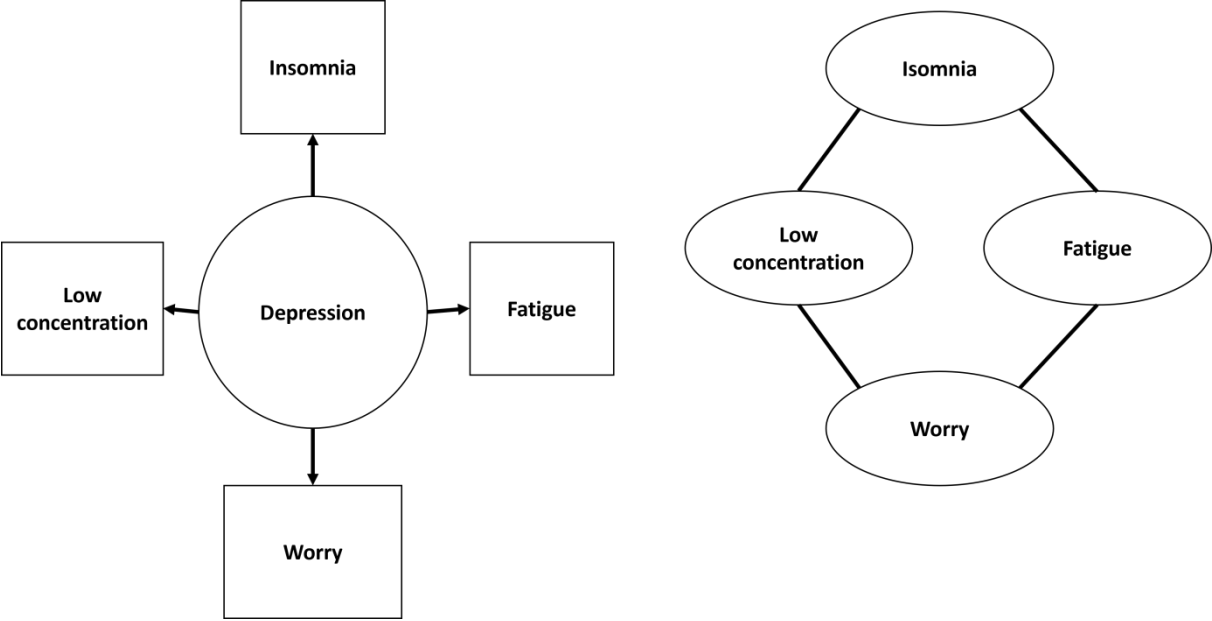 Insomnia
Low
concentration
Depression
Fatigue
Worry
Isomnia
Low
concentration
Fatigue
Worry